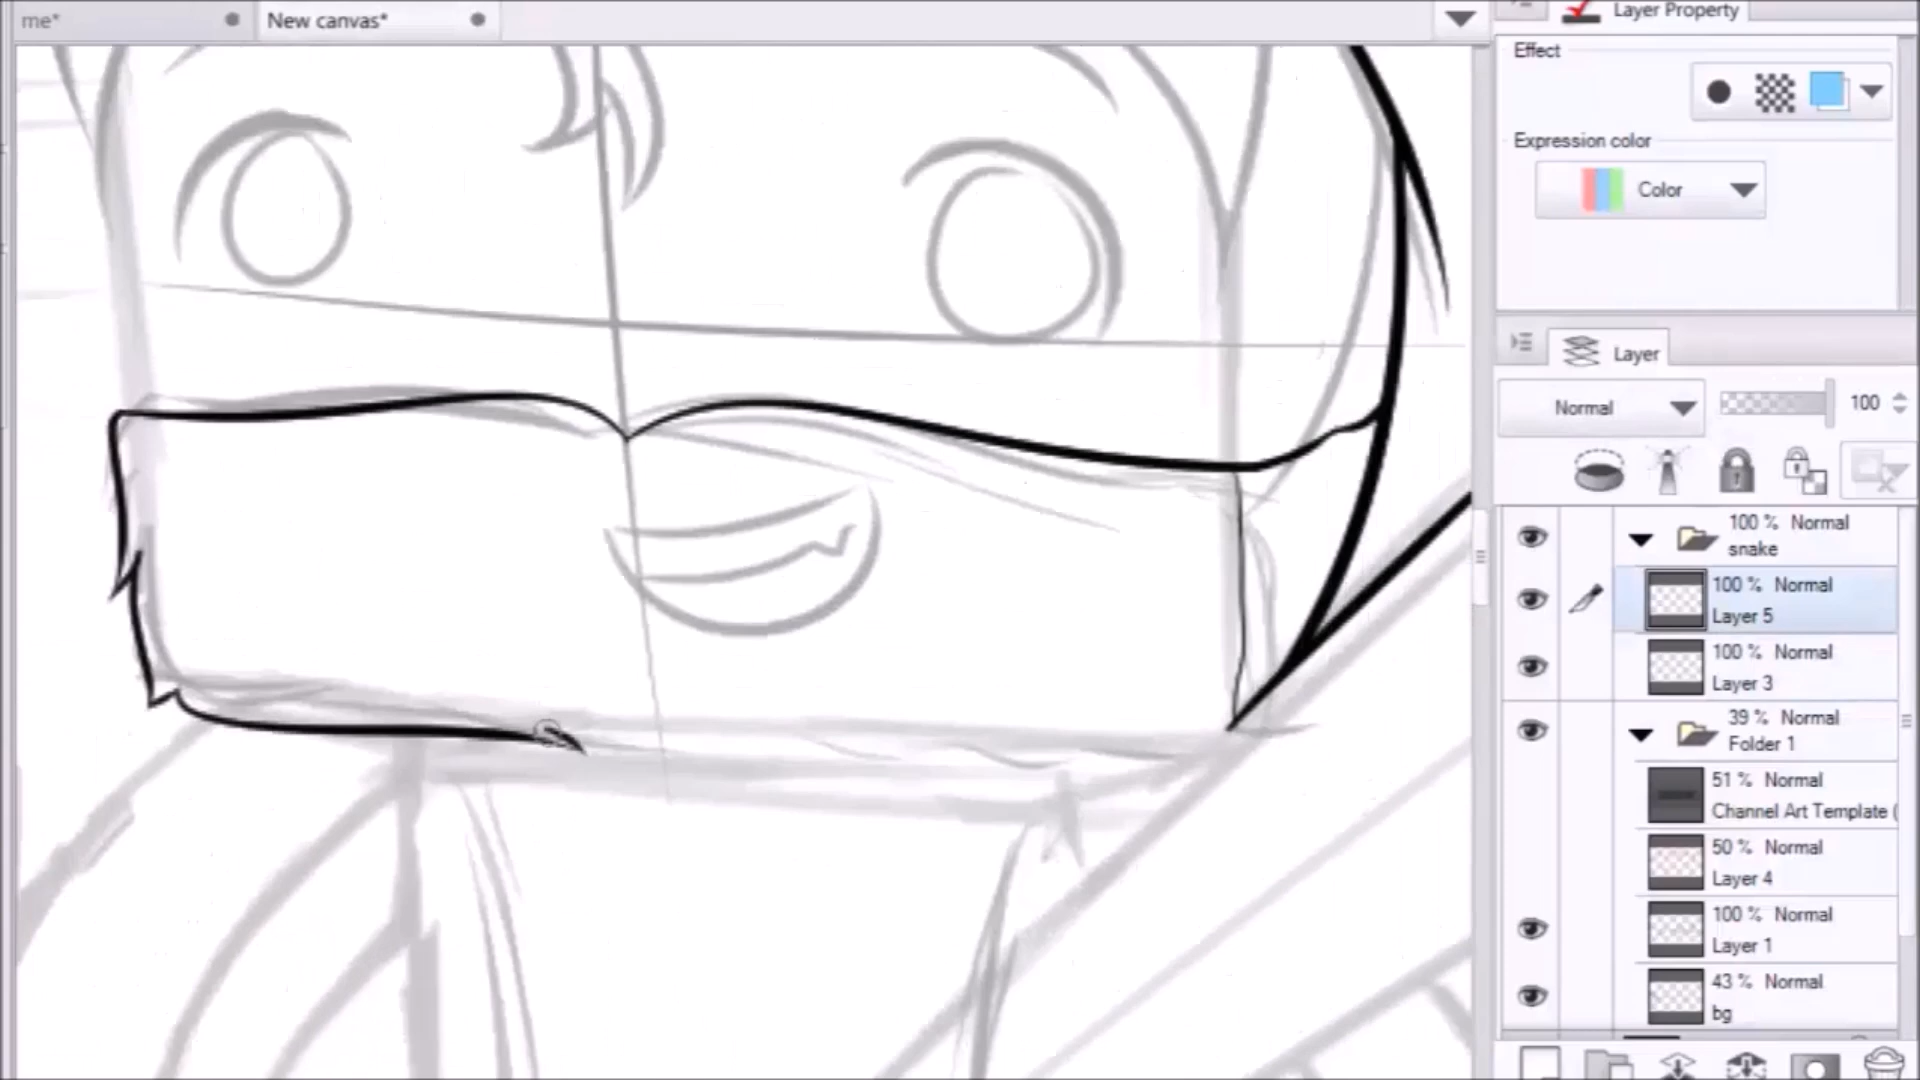 me*
New canvas*
Layer Property
Effect
Expression color
Color
Layer
Normal
100
100 % Normal
snake
100 % Normal
Layer 5
100 % Normal
Layer 3
39 % Normal
Folder 1
51 % Normal
Channel Art Template (
50 % Normal
Layer 4
100 % Normal
Layer 1
43 % Normal
bg